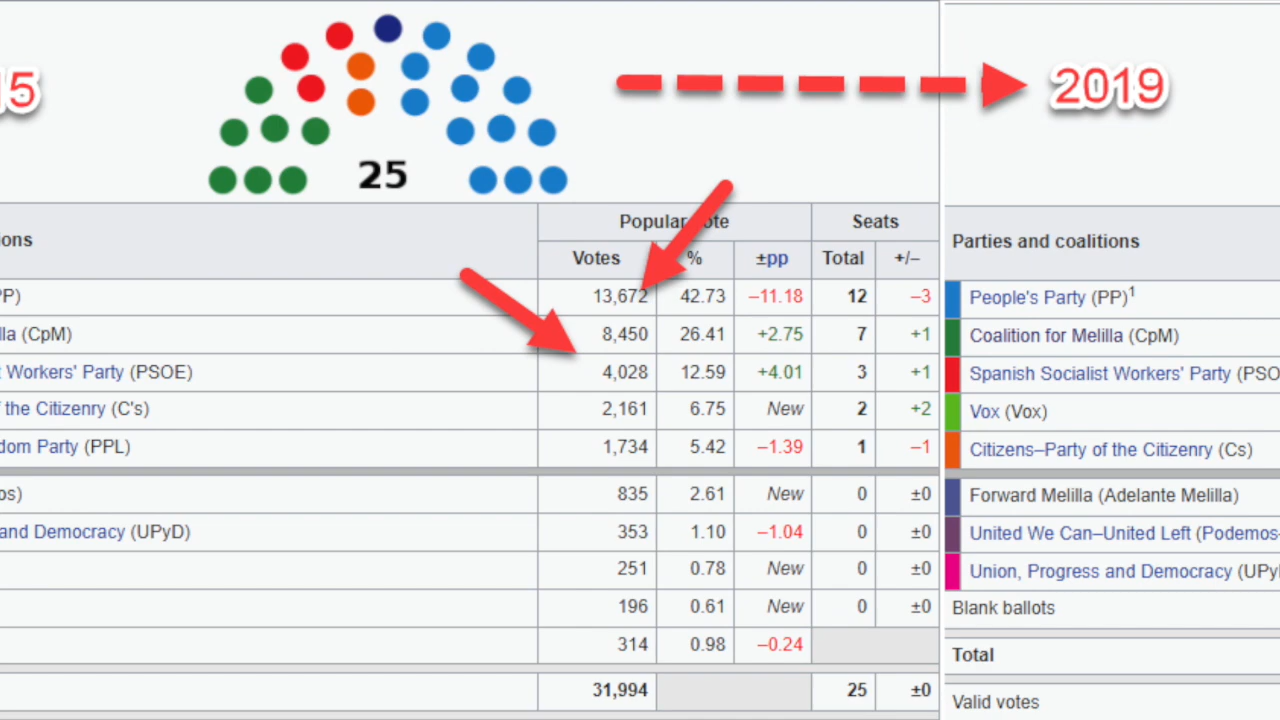 15
2019
25
ions
Popular vote
Seats
Votes
%
±pp
Total
+/–
Parties and coalitions
P)
13,672
42.73
–11.18
12
–3
People's Party (PP)1
lla (CpM)
8,450
26.41
+2.75
7
+1
Coalition for Melilla (CpM)
t Workers' Party (PSOE)
4,028
12.59
+4.01
3
+1
Spanish Socialist Workers' Party (PSO
f the Citizenry (C's)
2,161
6.75
New
2
+2
Vox (Vox)
dom Party (PPL)
1,734
5.42
–1.39
1
–1
Citizens–Party of the Citizenry (Cs)
os)
835
2.61
New
0
±0
Forward Melilla (Adelante Melilla)
and Democracy (UPyD)
353
1.10
–1.04
0
±0
United We Can–United Left (Podemos-
251
0.78
New
0
±0
Union, Progress and Democracy (UPy
196
0.61
New
0
±0
Blank ballots
314
0.98
–0.24
Total
31,994
25
±0
Valid votes